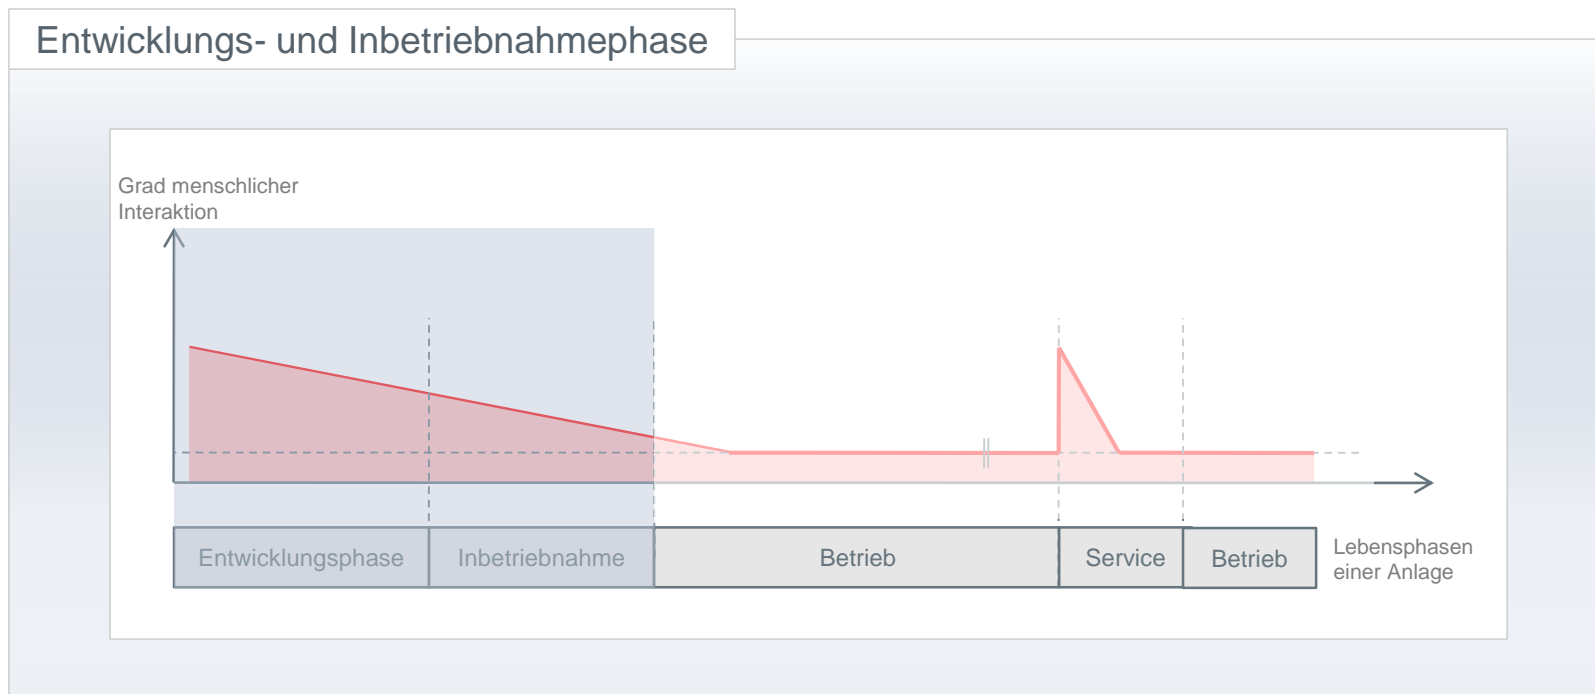 Entwicklungs- und Inbetriebnahmephase
Grad menschlicher
Interaktion
Entwicklungsphase
Inbetriebnahme
Betrieb
Service
Betrieb
Lebensphasen
einer Anlage